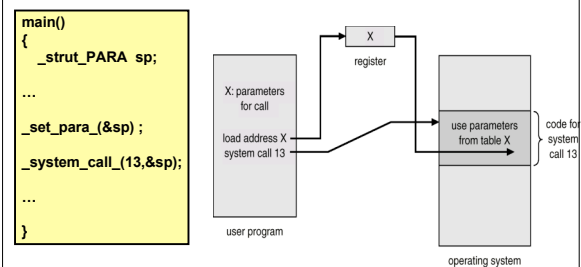 main()
{
_strut_PARA sp;
...
_set_para_(&sp) ;
_system_call_(13,&sp);
...
}
X
register
X: parameters
for call
load address X
system call 13
user program
use parameters
from table X
code for
system
call 13
operating system